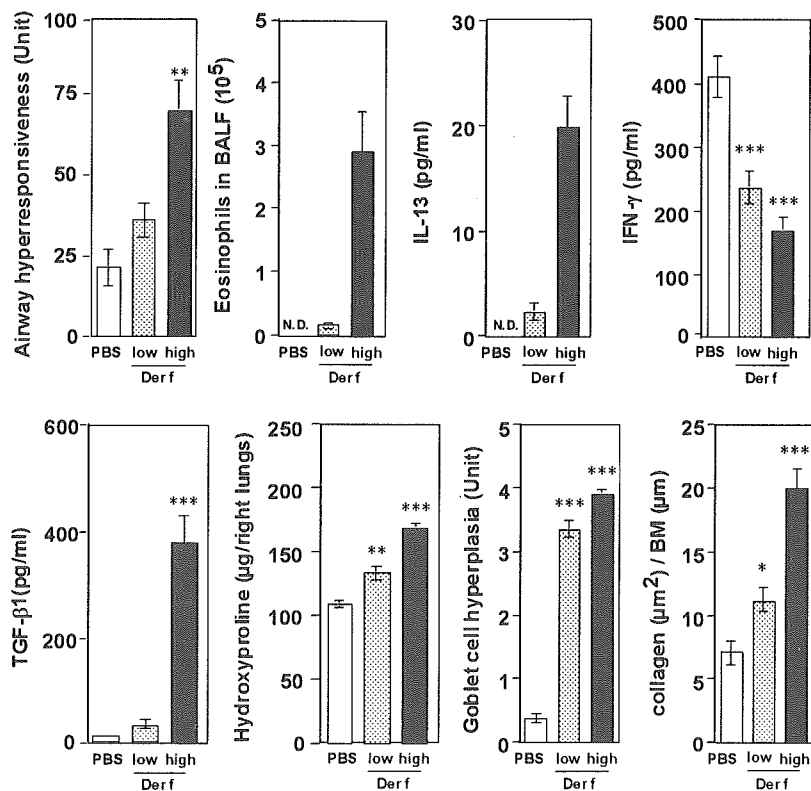 Airway hyperresponsiveness (Unit)
100
75
50
25
0
**
PBS low high
Der f
Eosinophils in BALF (10⁵)
5
4
3
2
1
0
N.D.
PBS low high
Der f
IL-13 (pg/ml)
30
20
10
0
N.D.
PBS low high
Der f
IFN-γ (pg/ml)
500
400
300
200
100
0
***
***
PBS low high
Der f
TGF-β1(pg/ml)
600
400
200
0
***
PBS low high
Der f
Hydroxyproline (µg/right lungs)
250
200
150
100
50
0
**
***
PBS low high
Der f
Goblet cell hyperplasia (Unit)
5
4
3
2
1
0
***
***
PBS low high
Der f
collagen (µm²) / BM (µm)
25
20
15
10
5
0
*
***
PBS low high
Der f